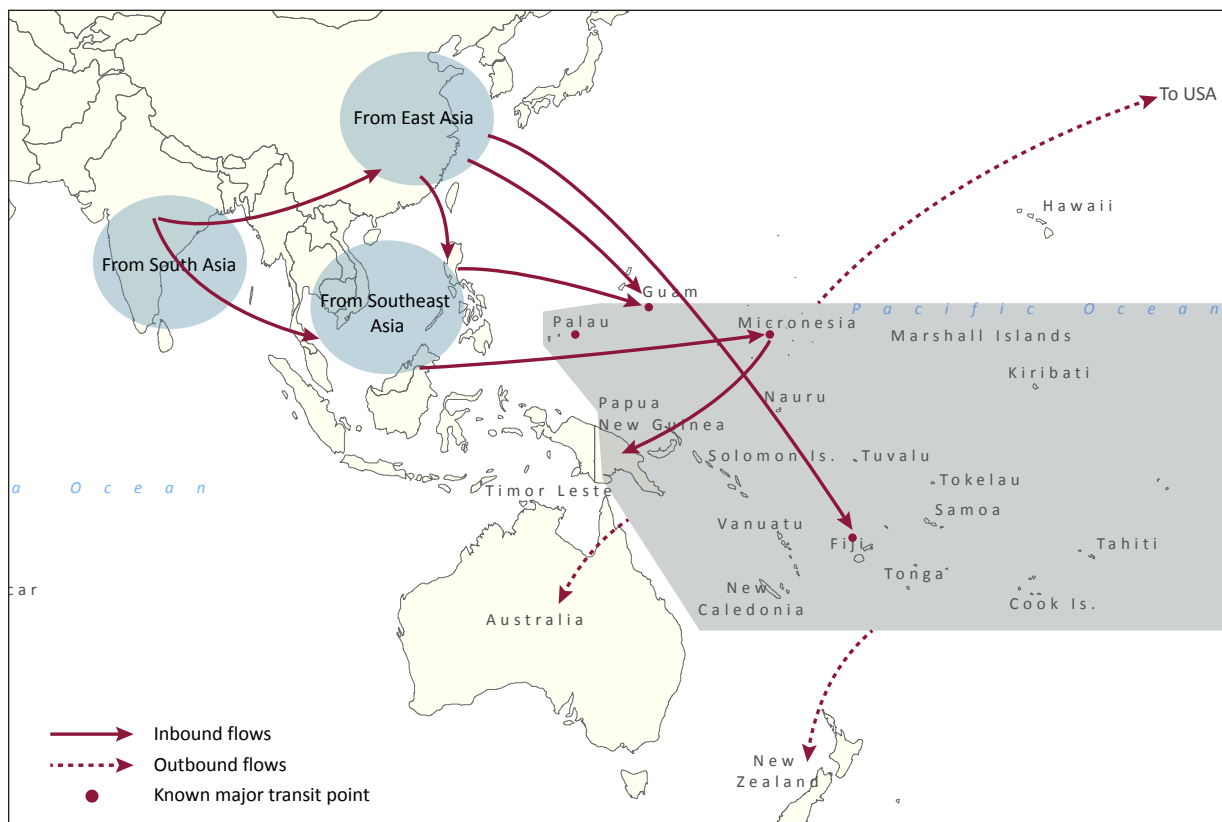 To USA
From East Asia
Hawaii
From South Asia
From Southeast
Asia
Guam
Pacific Ocean
Palau
Micronesia
Marshall Islands
Kiribati
Papua
New Guinea
Nauru
Solomon Is.
Tuvalu
Tokelau
a Ocean
Timor Leste
Samoa
Vanuatu
Fiji
Tahiti
Tonga
car
New
Caledonia
Cook Is.
Australia
Inbound flows
Outbound flows
Known major transit point
New
Zealand